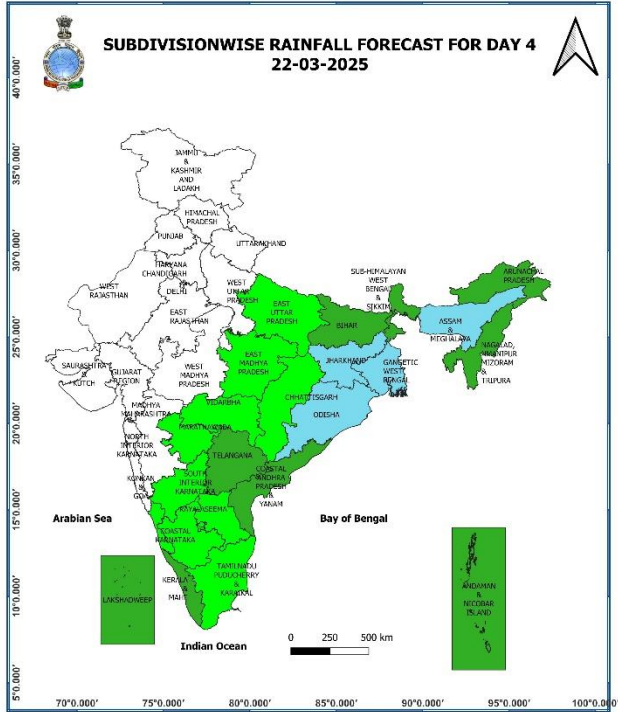 SUBDIVISIONWISE RAINFALL FORECAST FOR DAY 4
22-03-2025
JAMMU
&
KASHMIR
AND
LADAKH
HIMACHAL
PRADESH
PUNJAB
UTTARAKHAND
HARYANA
CHANDIGARH
&
DELHI
WEST
RAJASTHAN
WEST
UTTAR
PRADESH
EAST
RAJASTHAN
EAST
UTTAR
PRADESH
SUB-HEMALAYAN
WEST
BENGAL
&
SIKKIM
ARUNACHAL
PRADESH
BIHAR
ASSAM
&
MEGHALAYA
NAGALAD,
MANIPUR
MIZORAM
&
TRIPURA
SAURASHTRA
&
KUTCH
GUJARAT
REGION
WEST
MADHYA
PRADESH
EAST
MADHYA
PRADESH
JHARKHAND
GANGETIC
WEST
BENGAL
MADHYA
MAHARASHTRA
VIDARBHA
CHHATTISGARH
ODISHA
MARATHAWADA
NORTH
INTERIOR
KARNATAKA
TELANGANA
KONKAN
&
GOA
SOUTH
INTERIOR
KARNATAKA
COASTAL
ANDHRA
PRADESH
&
YANAM
RAYALASEEMA
COASTAL
KARNATAKA
Arabian Sea
Bay of Bengal
TAMILNADU
PUDUCHERRY
&
KARAIKAL
KERALA
&
MAHE
LAKSHADWEEP
ANDAMAN
&
NICOBAR
ISLAND
Indian Ocean
0 250 500 km
40°0.000'
35°0.000'
30°0.000'
25°0.000'
20°0.000'
15°0.000'
10°0.000'
5°0.000'
70°0.000' 75°0.000' 80°0.000' 85°0.000' 90°0.000' 95°0.000' 100°0.000'